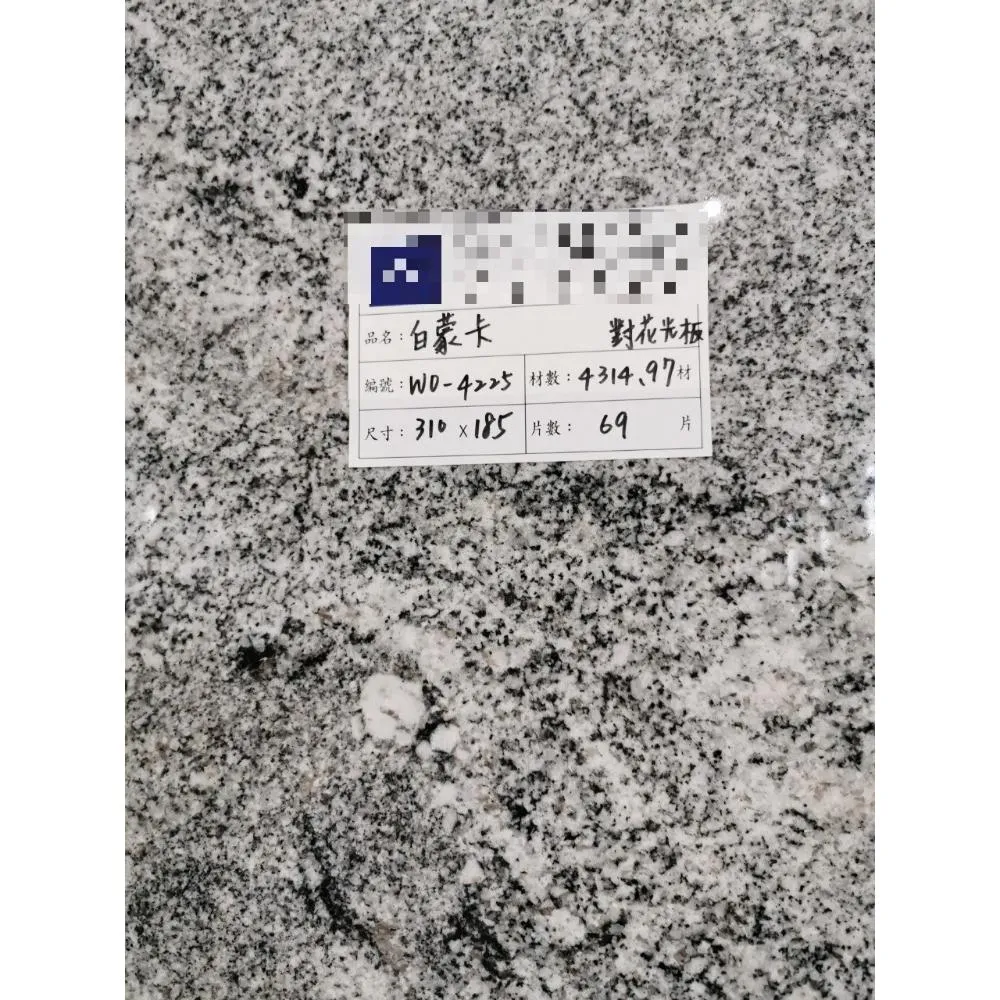 品名：白蒙卡 對花光板
編號：WO-4225 材數：4314.97材
尺寸：310 x 185 片數： 69 片